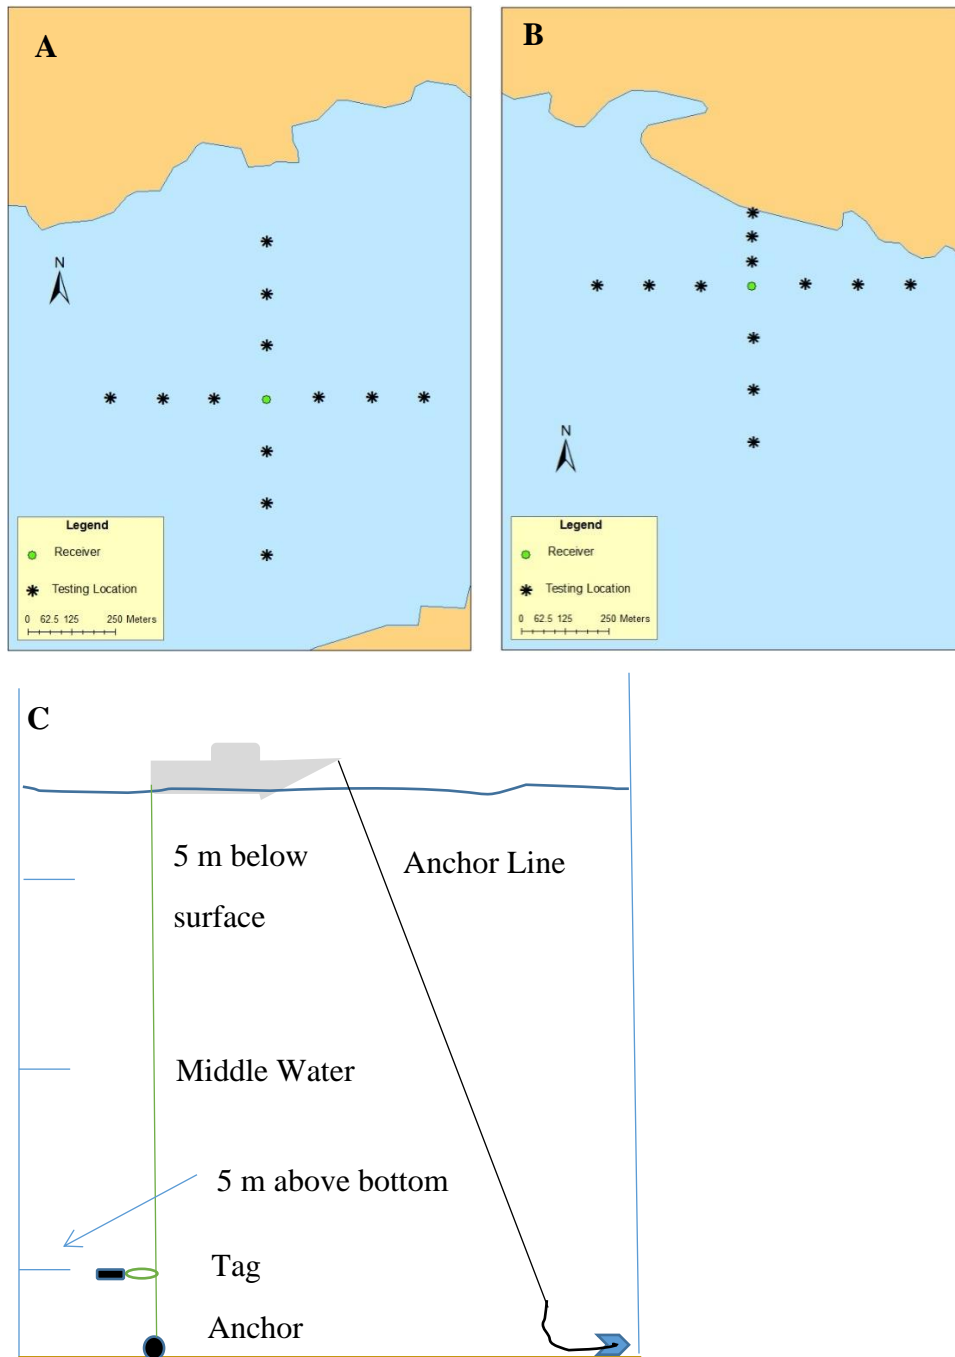 A
N
Legend
Receiver
Testing Location
0 62.5 125 250 Meters
B
N
Legend
Receiver
Testing Location
0 62.5 125 250 Meters
C
5 m below
surface
Anchor Line
Middle Water
5 m above bottom
Tag
Anchor